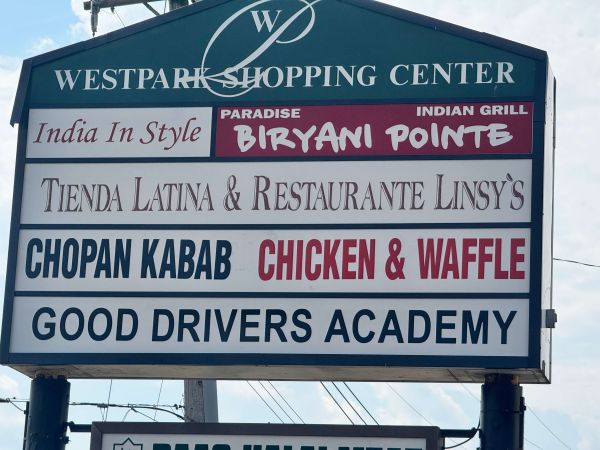 W
WESTPARK SHOPPING CENTER
India In Style
PARADISE INDIAN GRILL
BIRYANI POINTE
TIENDA LATINA & RESTAURANTE LINSY'S
CHOPAN KABAB CHICKEN & WAFFLE
GOOD DRIVERS ACADEMY